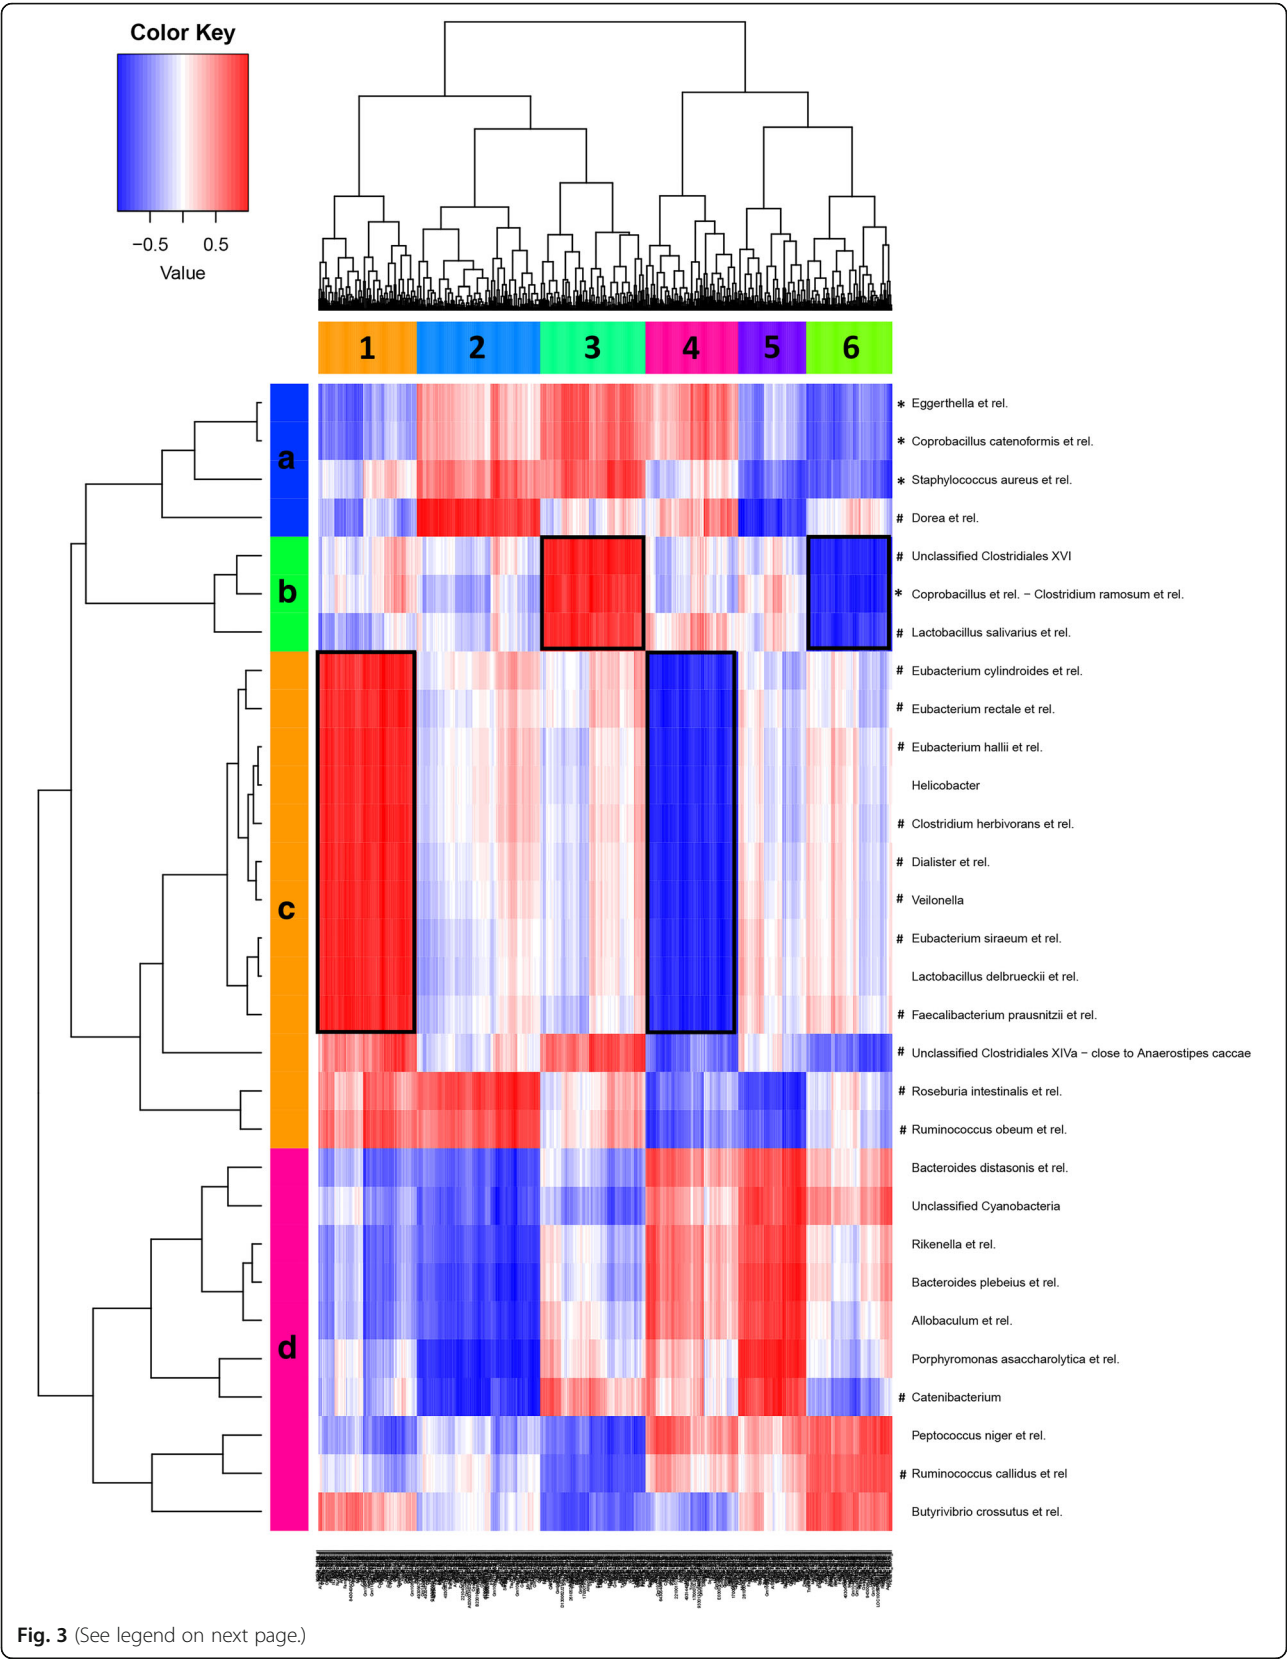 Color Key
−0.5 0.5
Value
1 2 3 4 5 6
a
b
c
d
* Eggerthella et rel.
* Coprobacillus catenoformis et rel.
* Staphylococcus aureus et rel.
# Dorea et rel.
# Unclassified Clostridiales XVI
* Coprobacillus et rel. − Clostridium ramosum et rel.
# Lactobacillus salivarius et rel.
# Eubacterium cylindroides et rel.
# Eubacterium rectale et rel.
# Eubacterium hallii et rel.
Helicobacter
# Clostridium herbivorans et rel.
# Dialister et rel.
# Veilonella
# Eubacterium siraeum et rel.
Lactobacillus delbrueckii et rel.
# Faecalibacterium prausnitzii et rel.
# Unclassified Clostridiales XIVa − close to Anaerostipes caccae
# Roseburia intestinalis et rel.
# Ruminococcus obeum et rel.
Bacteroides distasonis et rel.
Unclassified Cyanobacteria
Rikenella et rel.
Bacteroides plebeius et rel.
Allobaculum et rel.
Porphyromonas asaccharolytica et rel.
# Catenibacterium
Peptococcus niger et rel.
# Ruminococcus callidus et rel
Butyrivibrio crossutus et rel.
Fig. 3 (See legend on next page.)